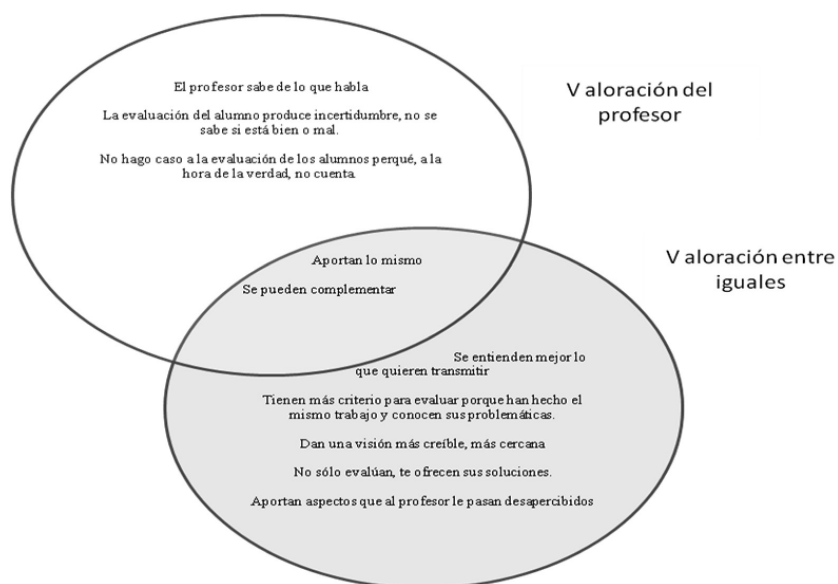 El profesor sabe de lo que habla
La evaluación del alumno produce incertidumbre, no se
sabe si está bien o mal.
No hago caso a la evaluación de los alumnos perqué, a la
hora de la verdad, no cuenta
V aloración del
profesor
Aportan lo mismo
Se pueden complementar
V aloración entre
iguales
Se entienden mejor lo
que quieren transmitir
Tienen más criterio para evaluar porque han hecho el
mismo trabajo y conocen sus problemáticas.
Dan una visión más creíble, más cercana
No sólo evalúan, te ofrecen sus soluciones.
Aportan aspectos que al profesor le pasan desapercibidos